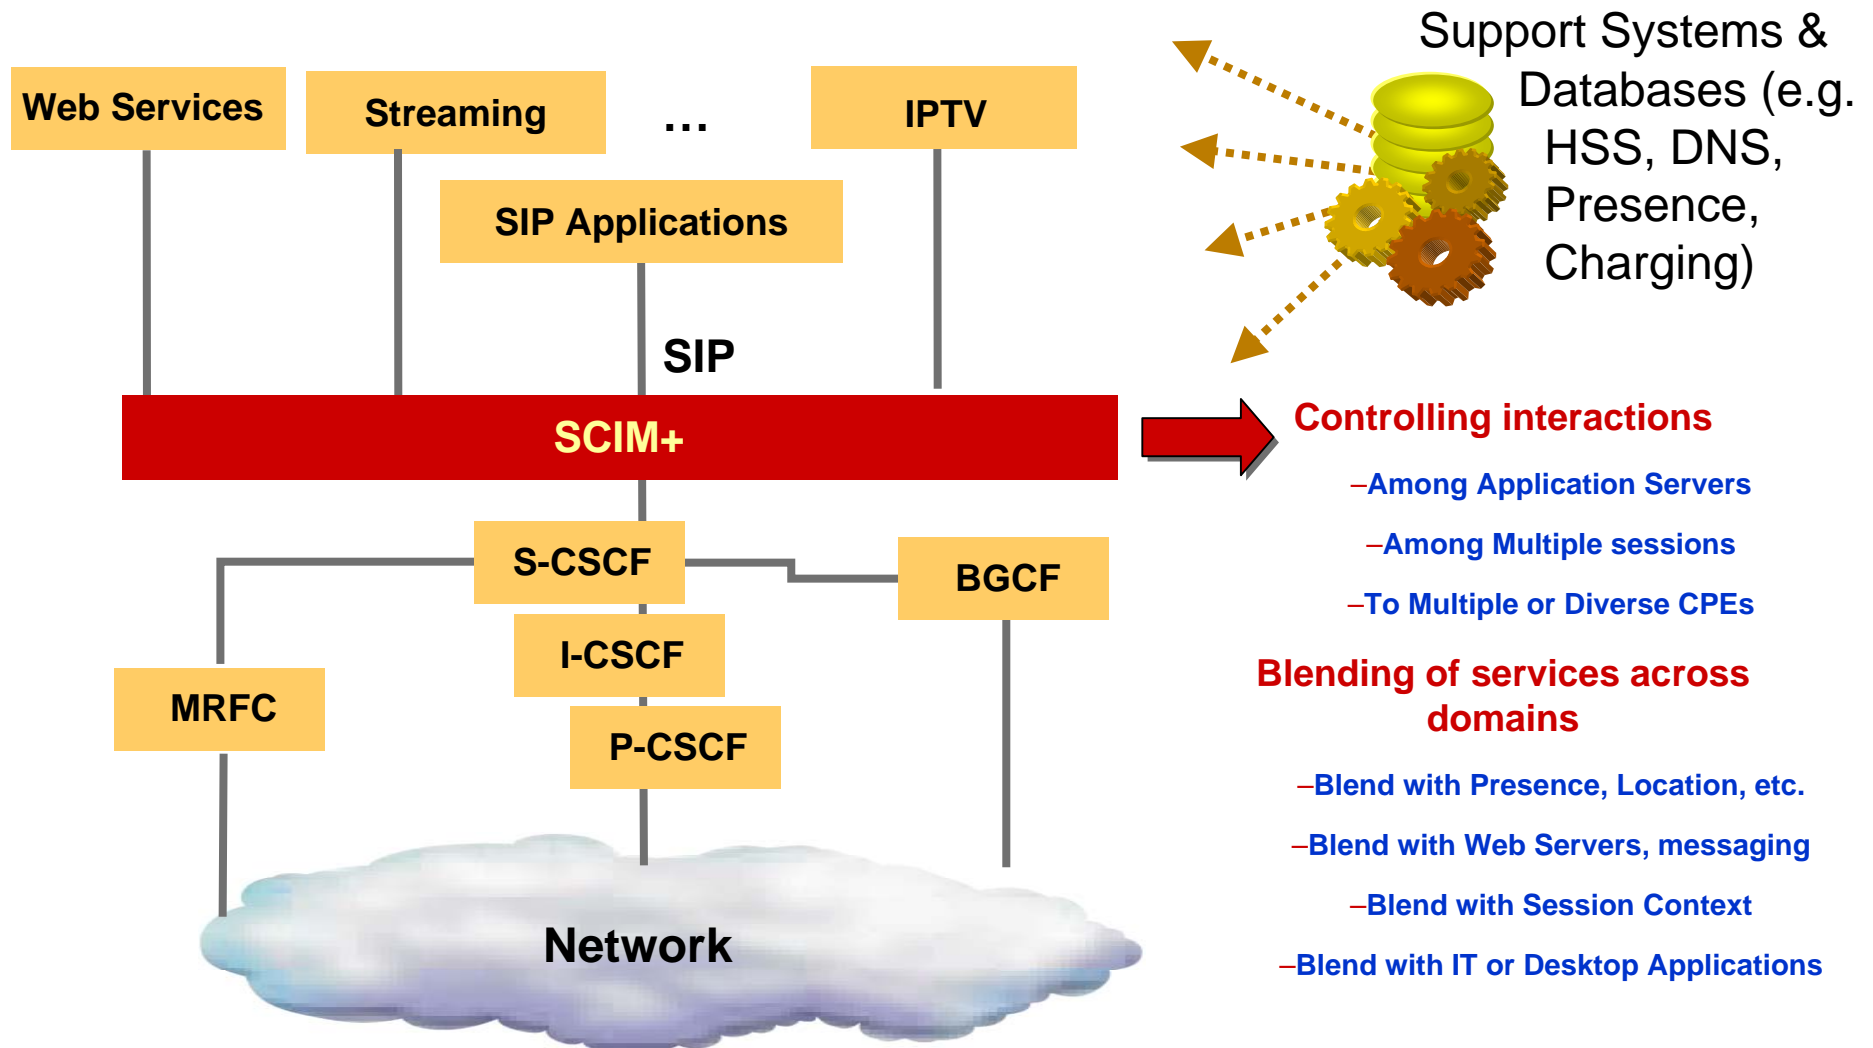 Support Systems &
Databases (e.g.
HSS, DNS,
Presence,
Charging)
Web Services
Streaming
...
IPTV
SIP Applications
SIP
SCIM+
S-CSCF
BGCF
I-CSCF
MRFC
P-CSCF
Network
Controlling interactions
–Among Application Servers
–Among Multiple sessions
–To Multiple or Diverse CPEs
Blending of services across
domains
–Blend with Presence, Location, etc.
–Blend with Web Servers, messaging
–Blend with Session Context
–Blend with IT or Desktop Applications